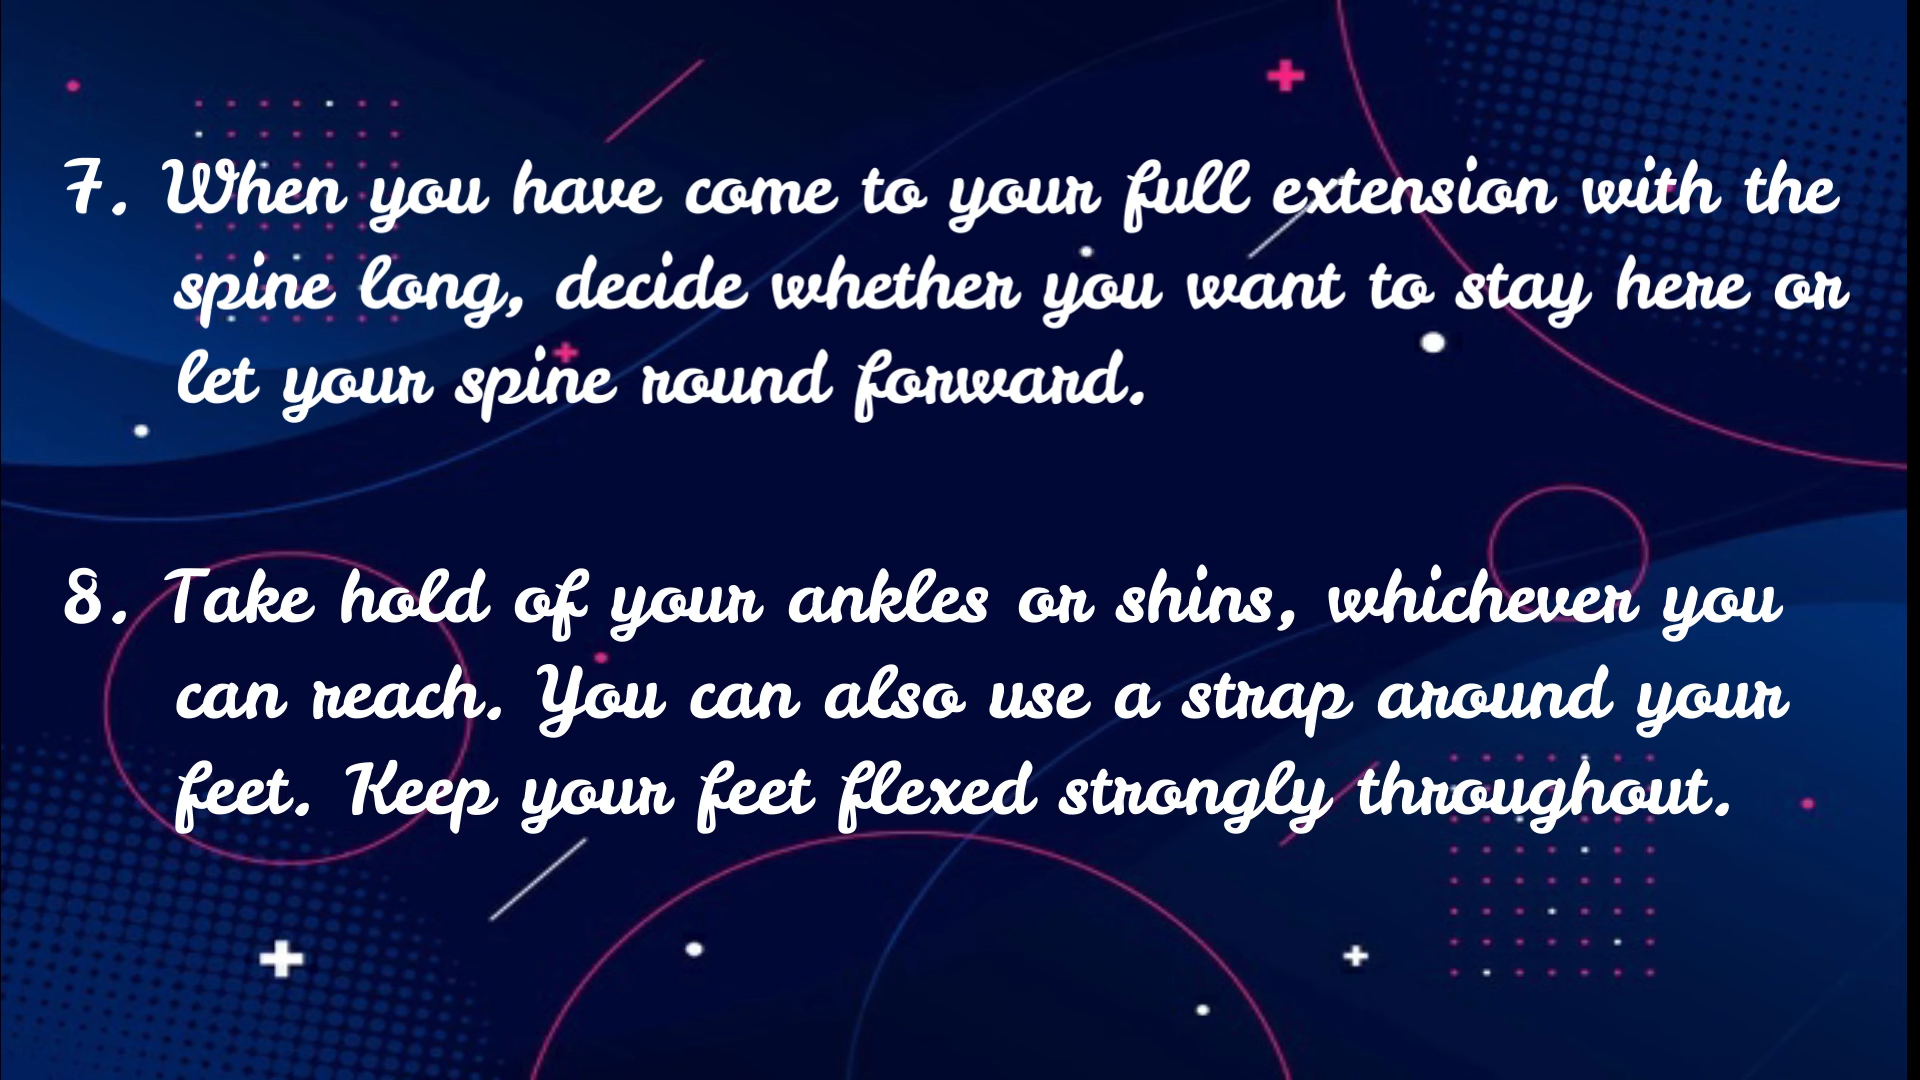 7. When you have come to your full extension with the
spine long, decide whether you want to stay here or
let your spine round forward.
8. Take hold of your ankles or shins, whichever you
can reach. You can also use a strap around your
feet. Keep your feet flexed strongly throughout.